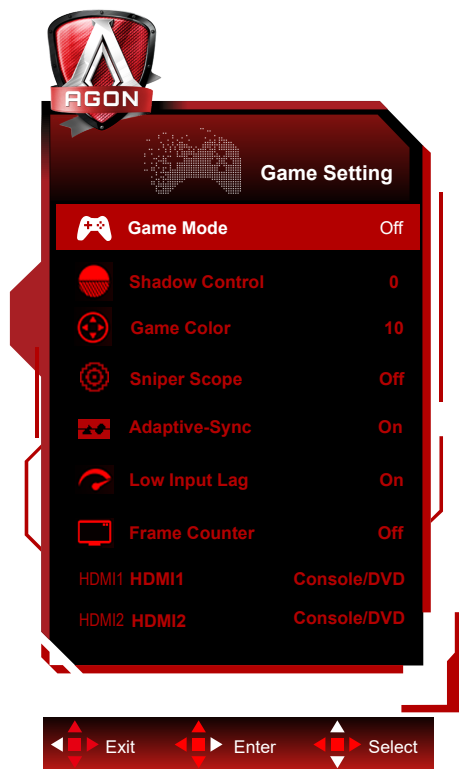 AGON
Game Setting
Game Mode Off
Shadow Control 0
Game Color 10
Sniper Scope Off
Adaptive-Sync On
Low Input Lag On
Frame Counter Off
HDMI1 HDMI1 Console/DVD
HDMI2 HDMI2 Console/DVD
Exit Enter Select